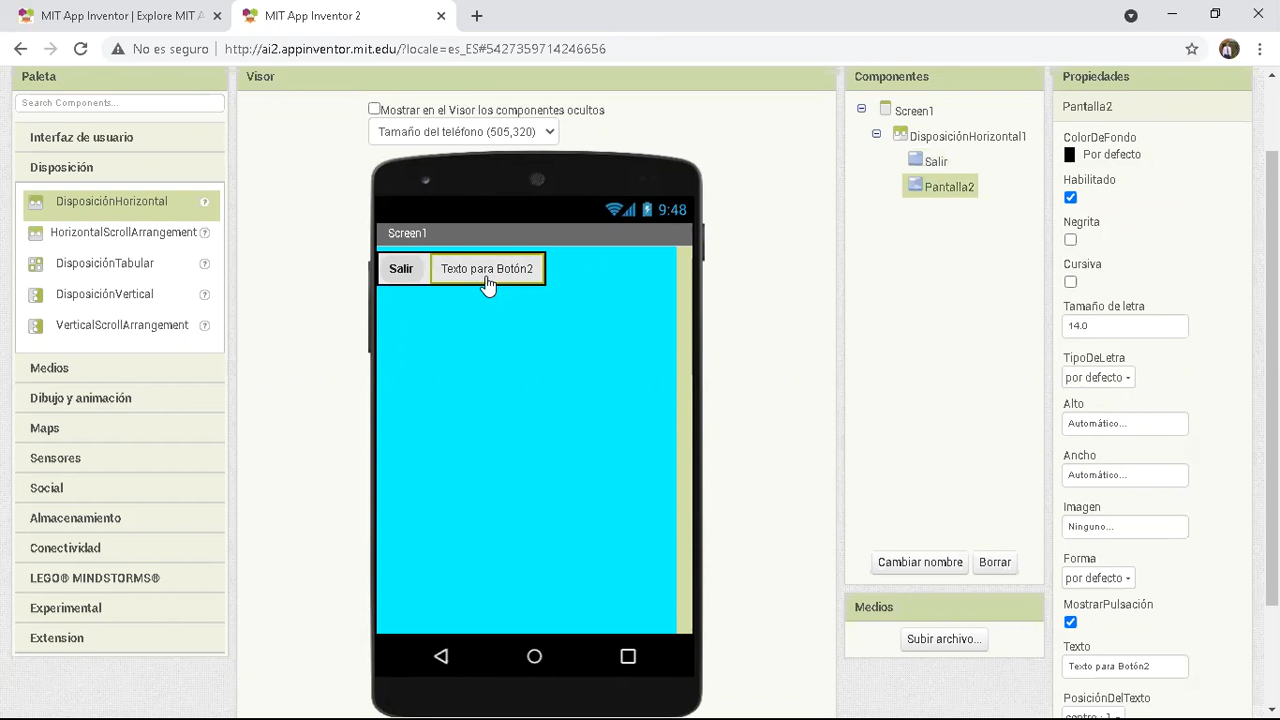 MIT App Inventor | Explore MIT A
MIT App Inventor 2
No es seguro
http://ai2.appinventor.mit.edu/?locale=es_ES#5427359714246656
Paleta
Search Components...
Interfaz de usuario
Disposición
DisposiciónHorizontal
?
HorizontalScrollArrangement
?
DisposiciónTabular
?
DisposiciónVertical
?
VerticalScrollArrangement
?
Medios
Dibujo y animación
Maps
Sensores
Social
Almacenamiento
Conectividad
LEGO® MINDSTORMS®
Experimental
Extension
Visor
Mostrar en el Visor los componentes ocultos
Tamaño del teléfono (505,320)
9:48
Screen1
Salir
Texto para Botón2
Componentes
Screen1
DisposiciónHorizontal1
Salir
Pantalla2
Cambiar nombre
Borrar
Medios
Subir archivo...
Propiedades
Pantalla2
ColorDeFondo
Por defecto
Habilitado
Negrita
Cursiva
Tamaño de letra
14.0
TipoDeLetra
por defecto
Alto
Automático...
Ancho
Automático...
Imagen
Ninguno...
Forma
por defecto
MostrarPulsación
Texto
Texto para Botón2
PosiciónDelTexto
centro : 1